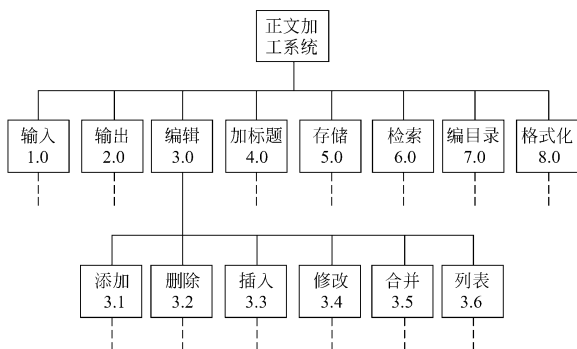 正文加
工系统
输入
1.0
输出
2.0
编辑
3.0
加标题
4.0
存储
5.0
检索
6.0
编目录
7.0
格式化
8.0
添加
3.1
删除
3.2
插入
3.3
修改
3.4
合并
3.5
列表
3.6